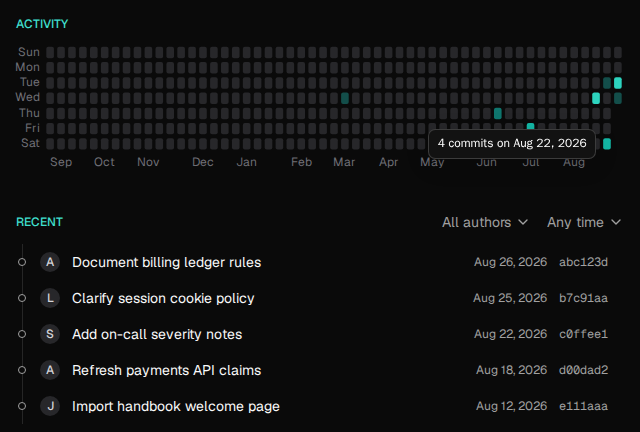 ACTIVITY
Sun
Mon
Tue
Wed
Thu
Fri
Sat
4 commits on Aug 22, 2026
Sep Oct Nov Dec Jan Feb Mar Apr May Jun Jul Aug
RECENT All authors Any time
A Document billing ledger rules Aug 26, 2026 abc123d
L Clarify session cookie policy Aug 25, 2026 b7c91aa
S Add on-call severity notes Aug 22, 2026 c0ffee1
A Refresh payments API claims Aug 18, 2026 d00dad2
J Import handbook welcome page Aug 12, 2026 e111aaa